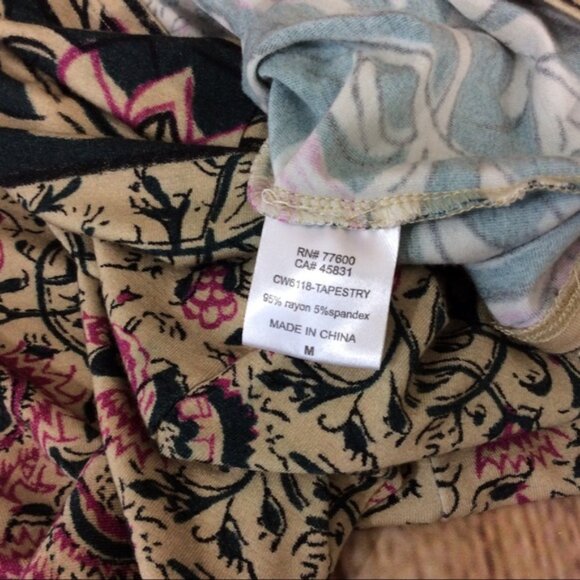 RN# 77600
CA# 45831
CW6118-TAPESTRY
95% rayon 5%spandex
MADE IN CHINA
M